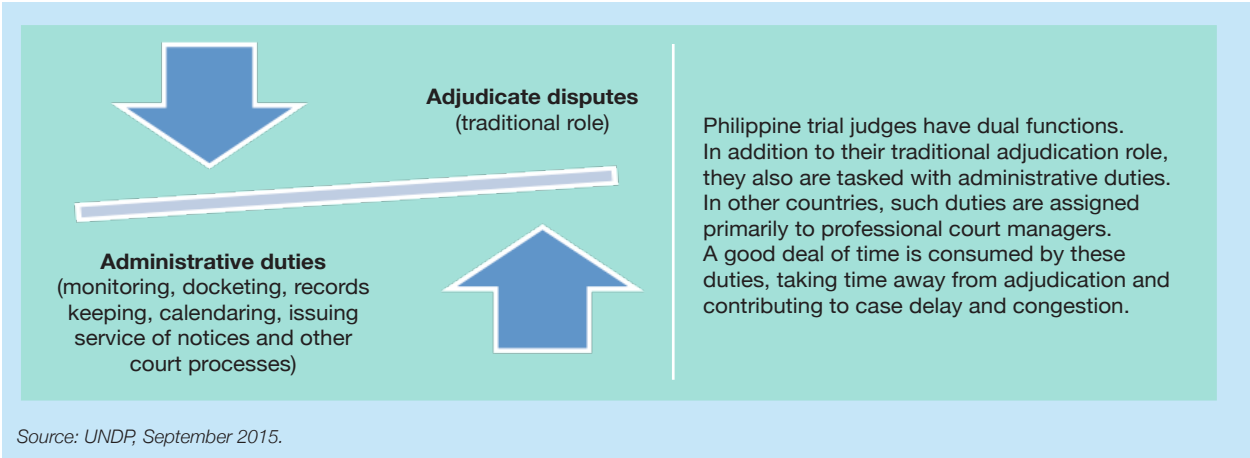 Adjudicate disputes
(traditional role)
Administrative duties
(monitoring, docketing, records
keeping, calendaring, issuing
service of notices and other
court processes)
Philippine trial judges have dual functions.
In addition to their traditional adjudication role,
they also are tasked with administrative duties.
In other countries, such duties are assigned
primarily to professional court managers.
A good deal of time is consumed by these
duties, taking time away from adjudication and
contributing to case delay and congestion.
Source: UNDP, September 2015.